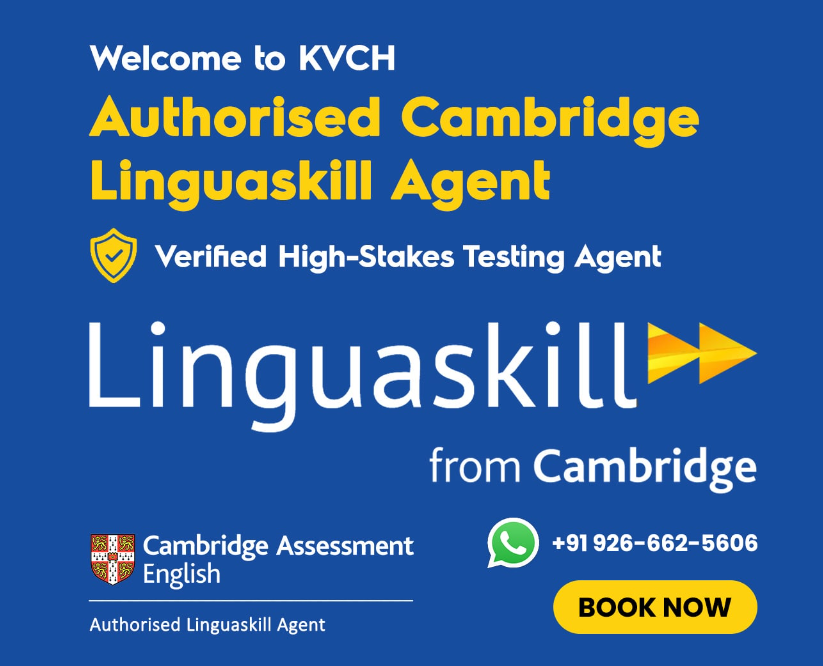 Welcome to KVCH
Authorised Cambridge
Linguaskill Agent
Verified High-Stakes Testing Agent
Linguaskill
from Cambridge
Cambridge Assessment
English
Authorised Linguaskill Agent
+91 926-662-5606
BOOK NOW